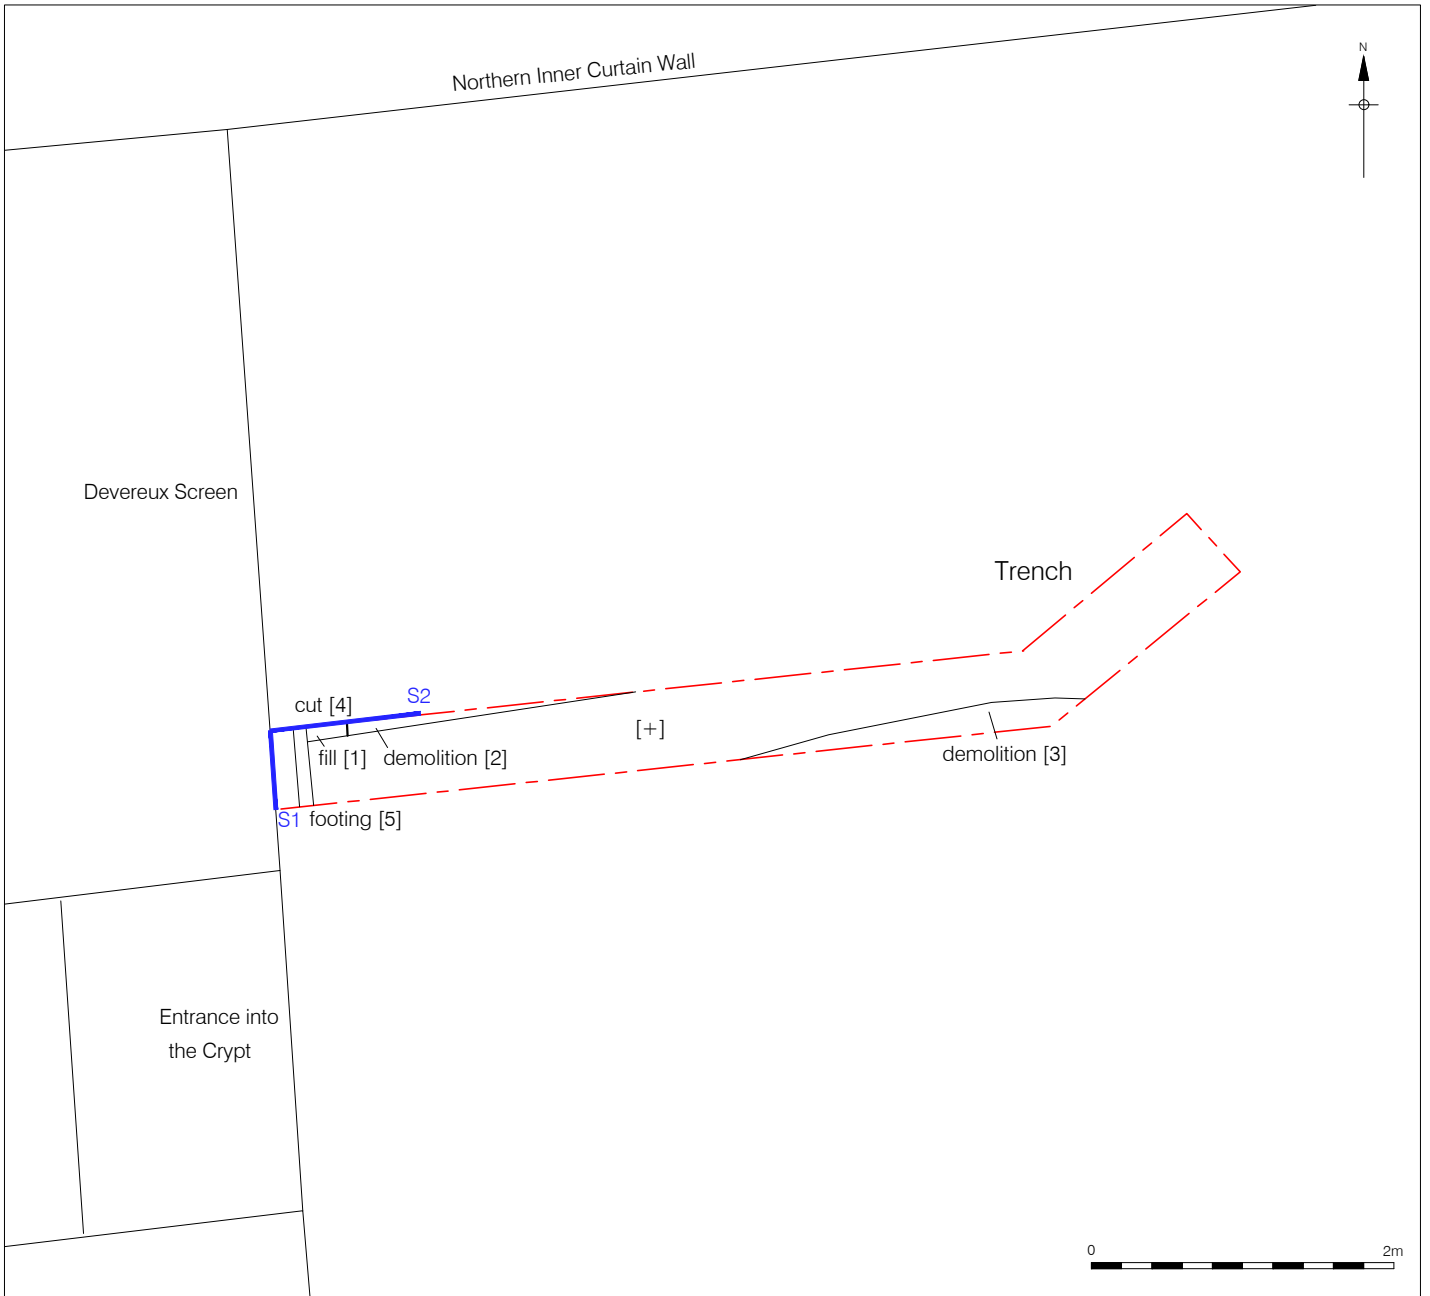 Northern Inner Curtain Wall
N
Devereux Screen
Trench
S2
cut [4]
[+]
fill [1]
demolition [2]
demolition [3]
S1
footing [5]
Entrance into
the Crypt
0
2m